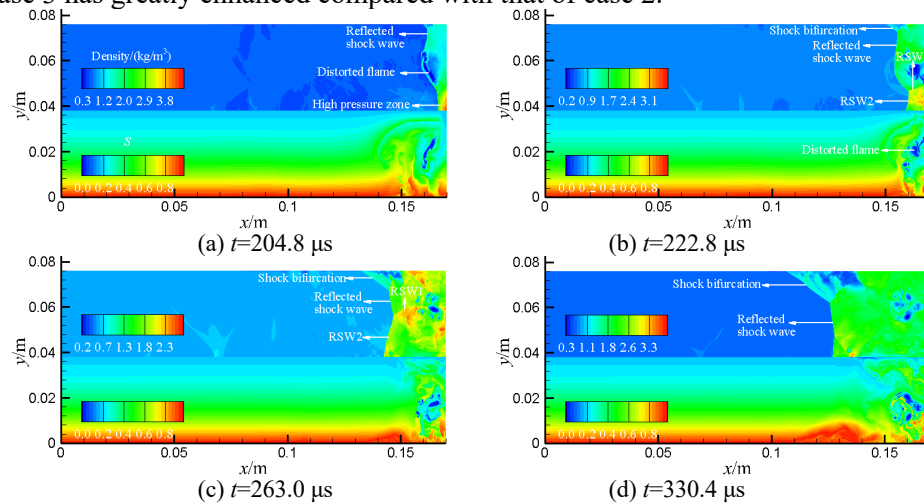 ase 3 has greatly enhanced compared with that of case 2.
0.08
0.06
0.04
0.02
0
y/m
Density/(kg/m³)
0.3 1.2 2.0 2.9 3.8
S
0.0 0.2 0.4 0.6 0.8
Reflected
shock wave
Distorted flame
High pressure zone
0 0.05 0.1 0.15
x/m
(a) t=204.8 μs
0.08
0.06
0.04
0.02
0
y/m
0.2 0.9 1.7 2.4 3.1
0.0 0.2 0.4 0.6 0.8
Shock bifurcation
Reflected
shock wave
RSW
RSW2
Distorted flame
0 0.05 0.1 0.15
x/m
(b) t=222.8 μs
0.08
0.06
0.04
0.02
0
y/m
0.2 0.7 1.3 1.8 2.3
0.0 0.2 0.4 0.6 0.8
Shock bifurcation
Reflected
shock wave
RSW1
RSW2
0 0.05 0.1 0.15
x/m
(c) t=263.0 μs
0.08
0.06
0.04
0.02
0
y/m
0.3 1.1 1.8 2.6 3.3
0.0 0.2 0.4 0.6 0.8
Shock bifurcation
Reflected
shock wave
0 0.05 0.1 0.15
x/m
(d) t=330.4 μs